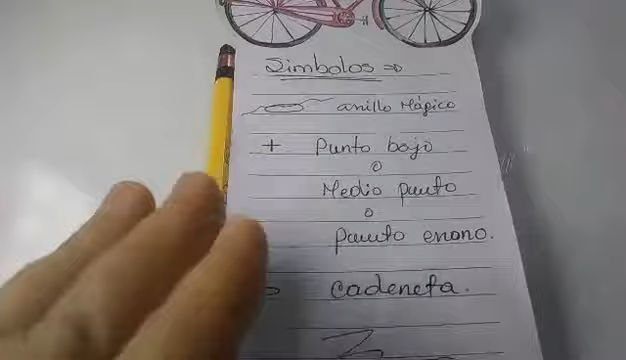 Simbolos ⇒
anillo Mágico
+ Punto bajo
o
Medio punto
o
punto enano.
cadeneta.